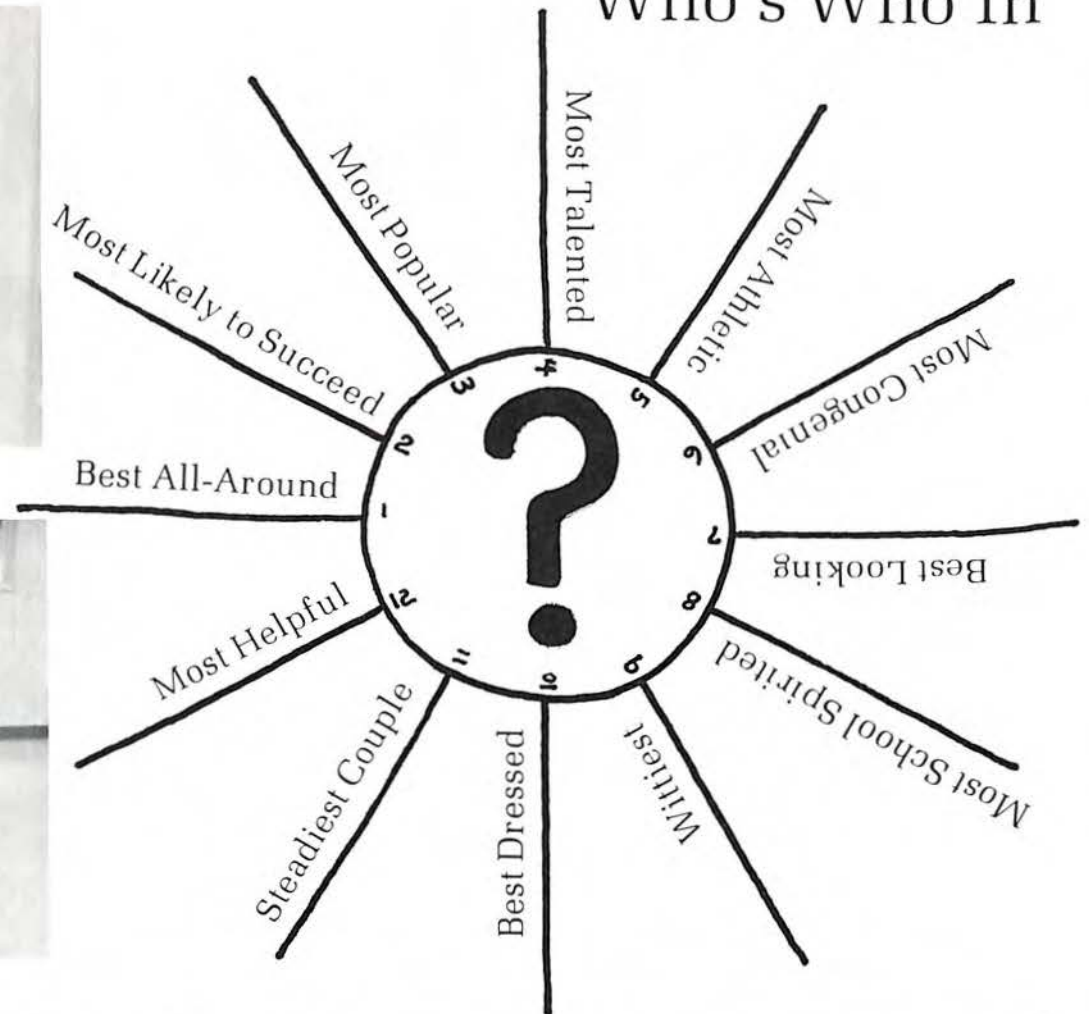 Who's Who In
1
Best All-Around
2
Most Likely to Succeed
3
Most Popular
4
Most Talented
5
Most Athletic
6
Most Congenial
7
Best Looking
8
Most School Spirited
9
Wittiest
10
Best Dressed
11
Steadiest Couple
12
Most Helpful
?